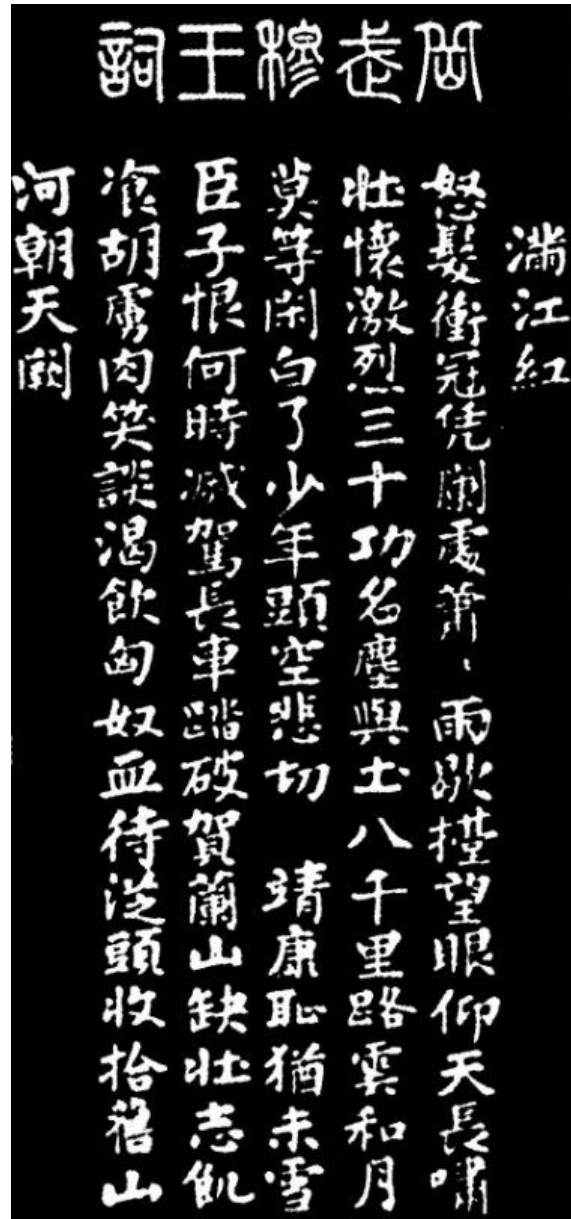 岳武穆王詞
滿江紅
怒髮衝冠凭闌處蕭〻雨歇擡望眼仰天長嘯
壯懷激烈三十功名塵與土八千里路雲和月
莫等閑白了少年頭空悲切　靖康恥猶未雪
臣子恨何時滅駕長車踏破賀蘭山缺壯志飢
飡胡虜肉笑談渴飲匈奴血待從頭收拾舊山
河朝天闕